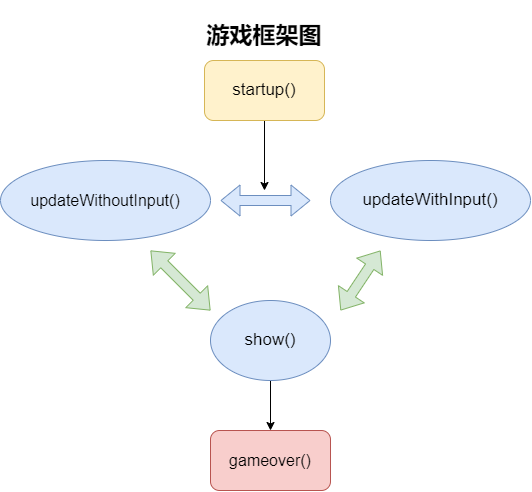 游戏框架图
startup()
updateWithoutInput()
updateWithInput()
show()
gameover()